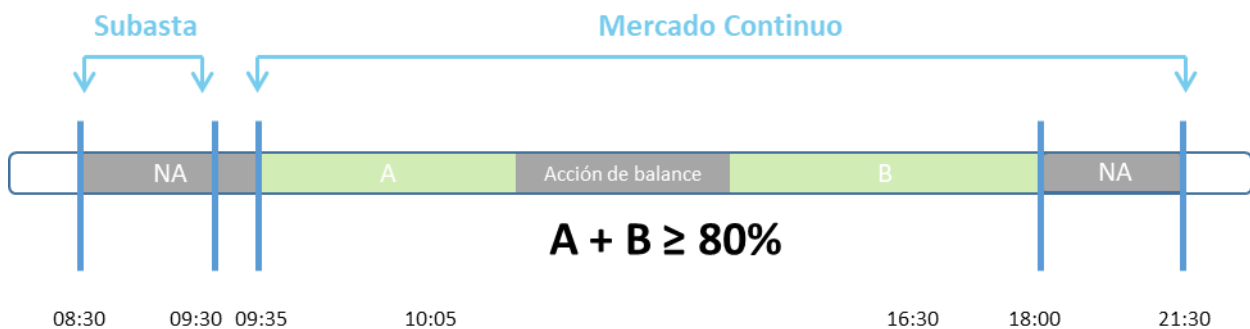 Subasta Mercado Continuo
NA A Acción de balance B NA
A + B ≥ 80%
08:30 09:30 09:35 10:05 16:30 18:00 21:30